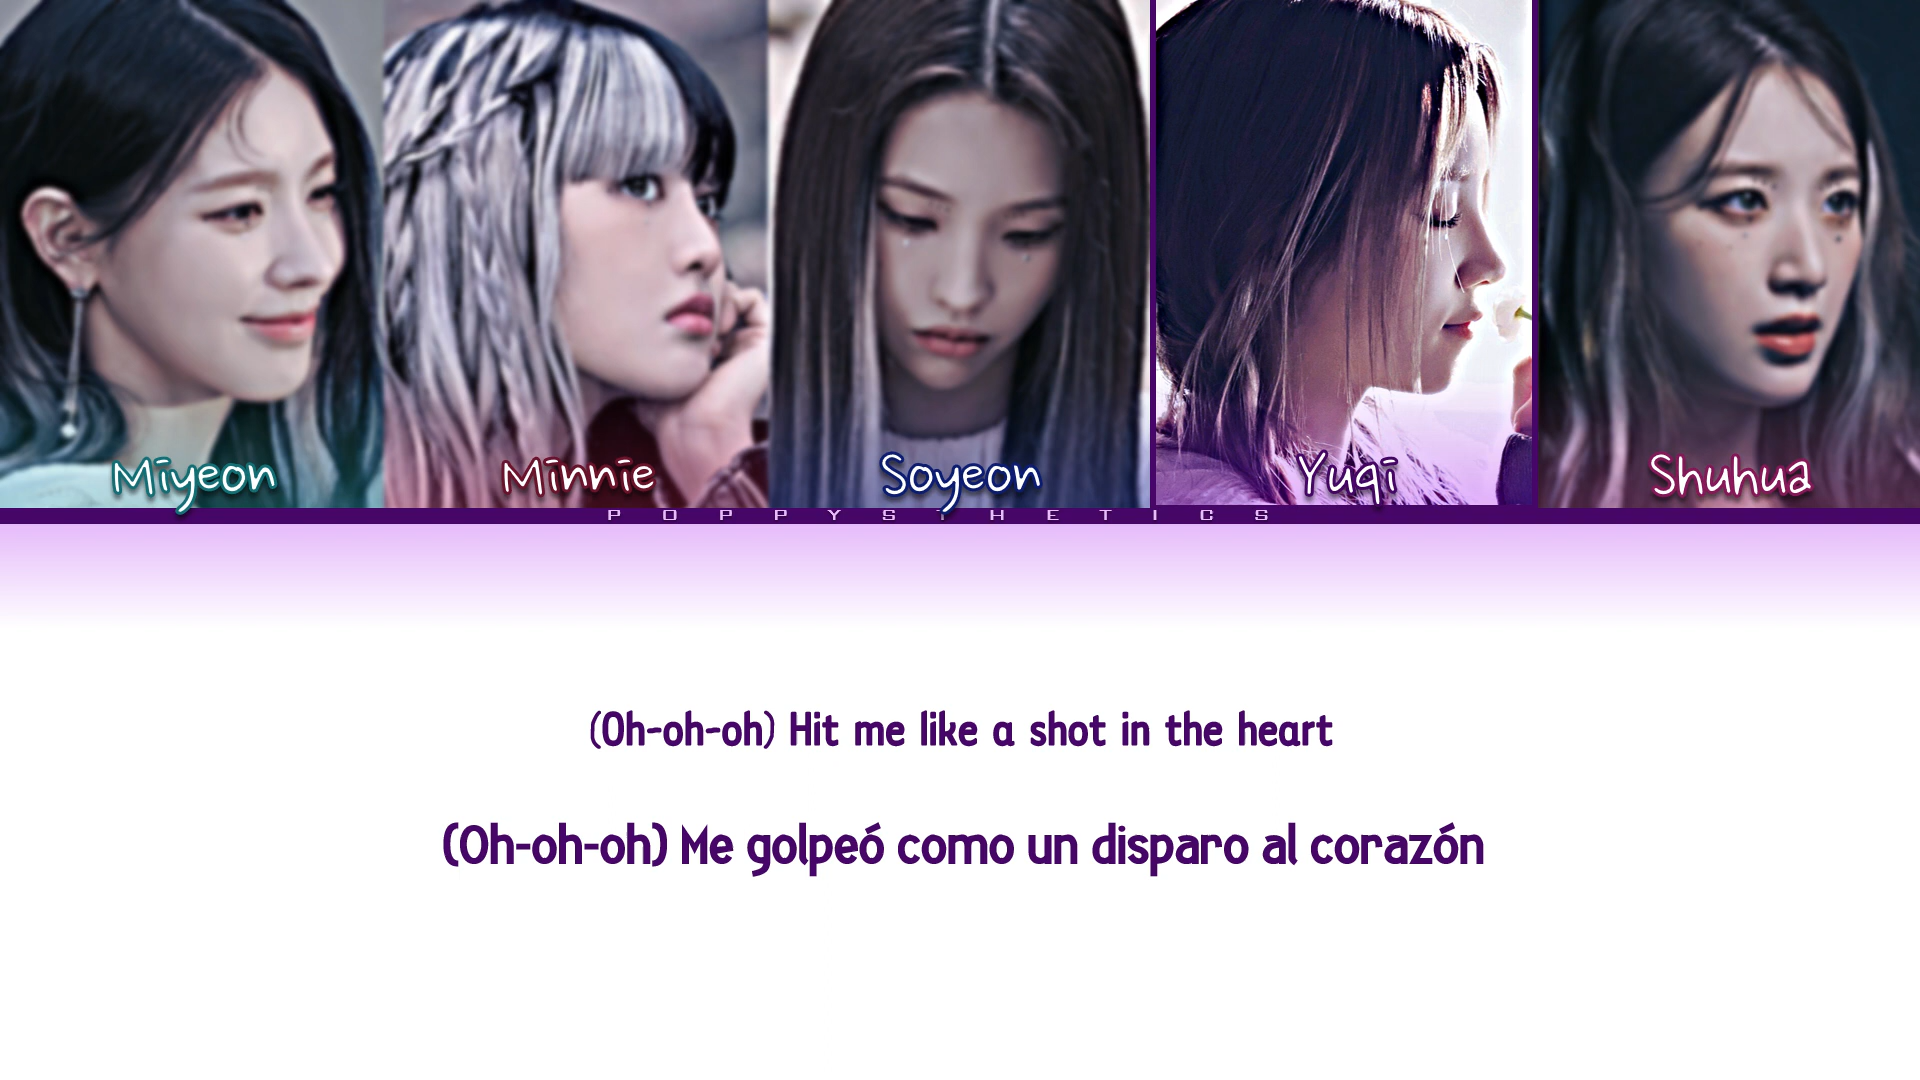 Miyeon
Minnie
Soyeon
Yuqi
Shuhua
POPPYSTHETICS
(Oh-oh-oh) Hit me like a shot in the heart
(Oh-oh-oh) Me golpeó como un disparo al corazón